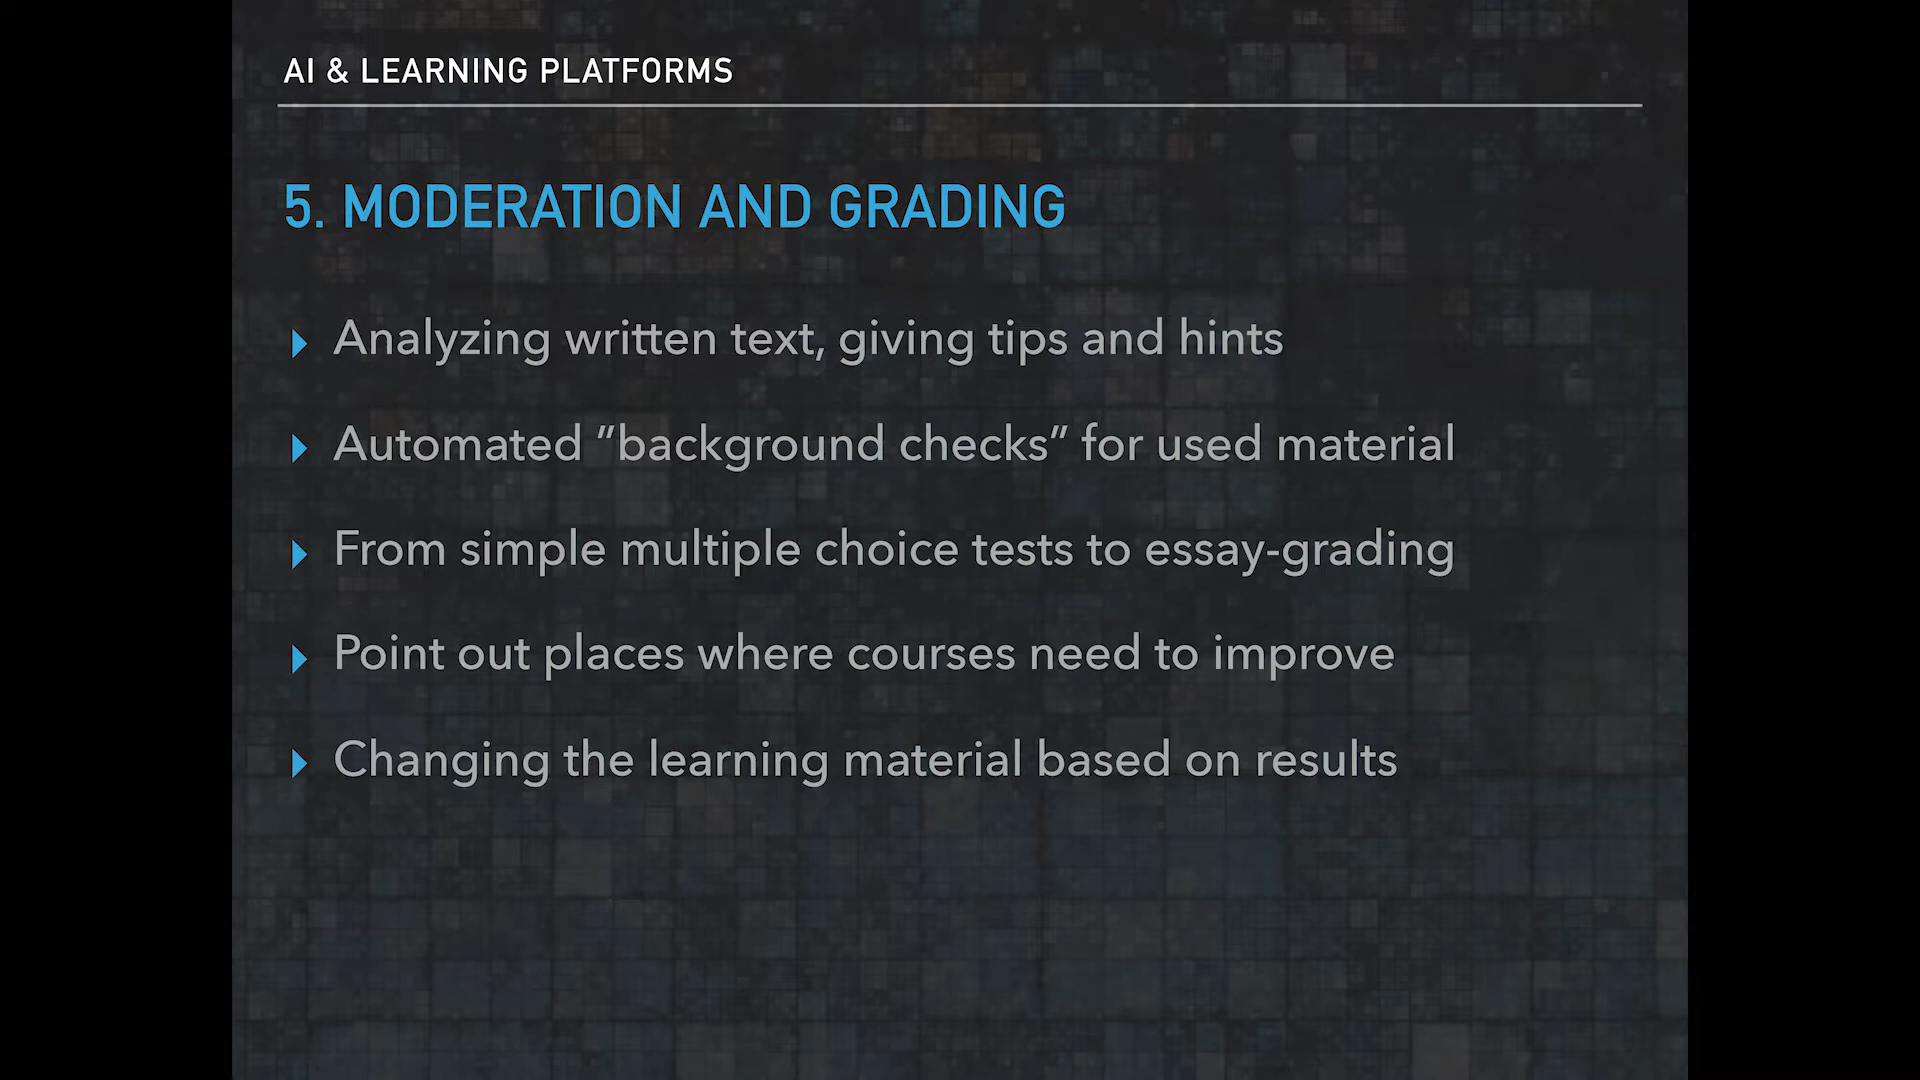 AI & LEARNING PLATFORMS
5. MODERATION AND GRADING
Analyzing written text, giving tips and hints
Automated "background checks" for used material
From simple multiple choice tests to essay-grading
Point out places where courses need to improve
Changing the learning material based on results